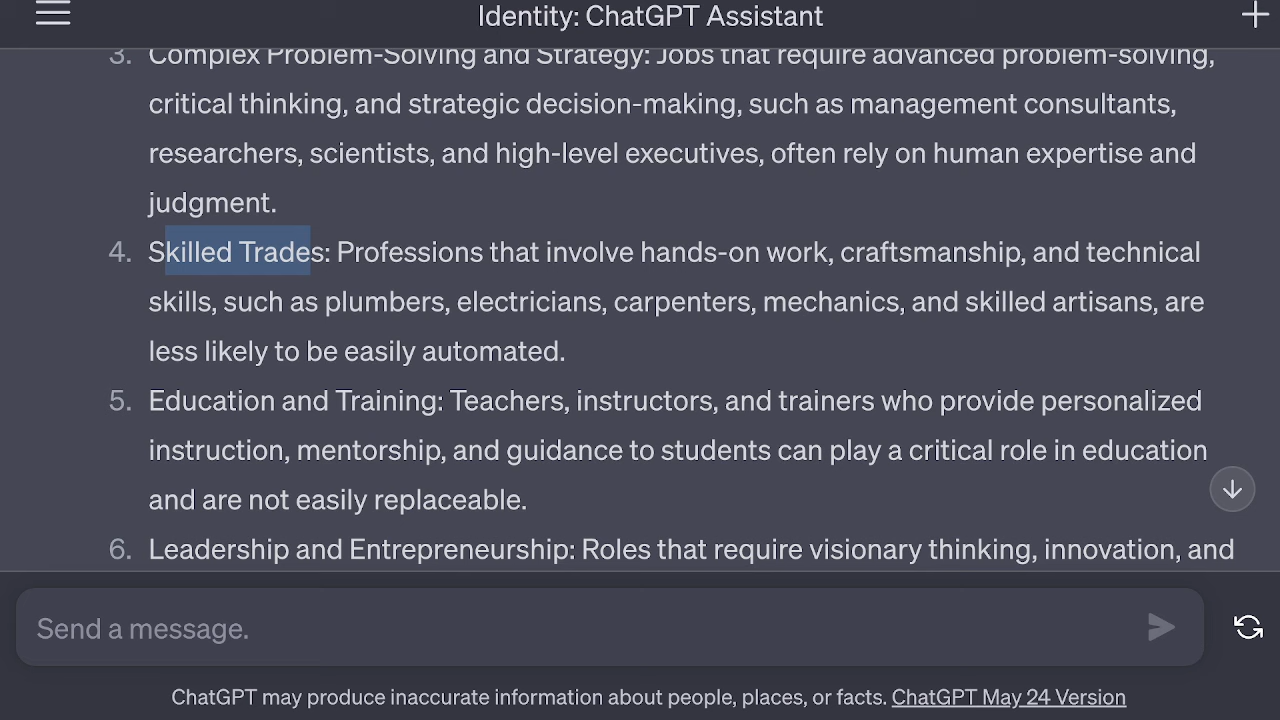 Identity: ChatGPT Assistant
3. Complex Problem-Solving and Strategy: Jobs that require advanced problem-solving,
critical thinking, and strategic decision-making, such as management consultants,
researchers, scientists, and high-level executives, often rely on human expertise and
judgment.
4. Skilled Trades: Professions that involve hands-on work, craftsmanship, and technical
skills, such as plumbers, electricians, carpenters, mechanics, and skilled artisans, are
less likely to be easily automated.
5. Education and Training: Teachers, instructors, and trainers who provide personalized
instruction, mentorship, and guidance to students can play a critical role in education
and are not easily replaceable.
6. Leadership and Entrepreneurship: Roles that require visionary thinking, innovation, and
Send a message.
ChatGPT may produce inaccurate information about people, places, or facts. ChatGPT May 24 Version